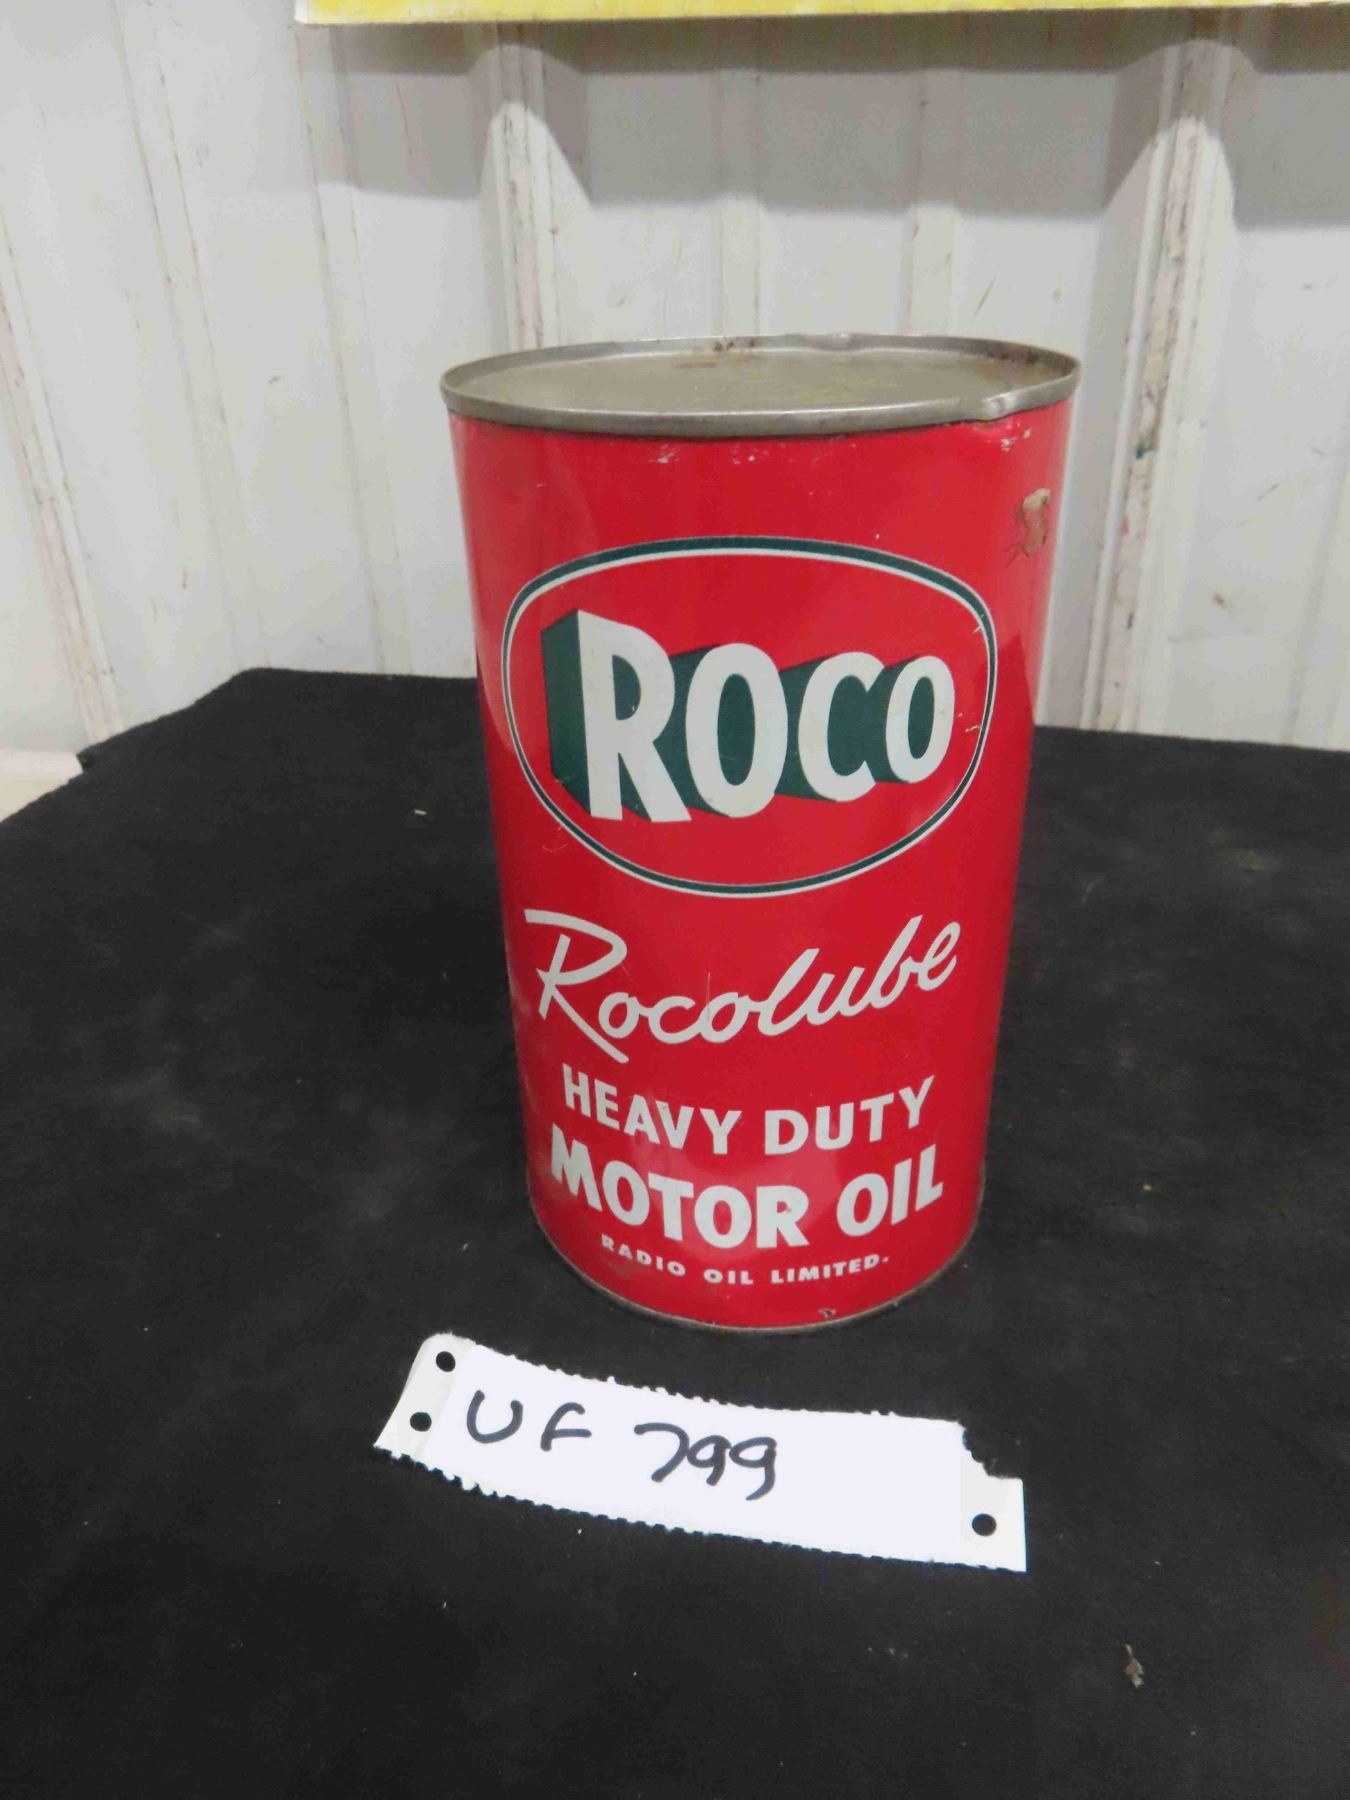 ROCO
Rocolube
HEAVY DUTY
MOTOR OIL
RADIO OIL LIMITED.
UF 799